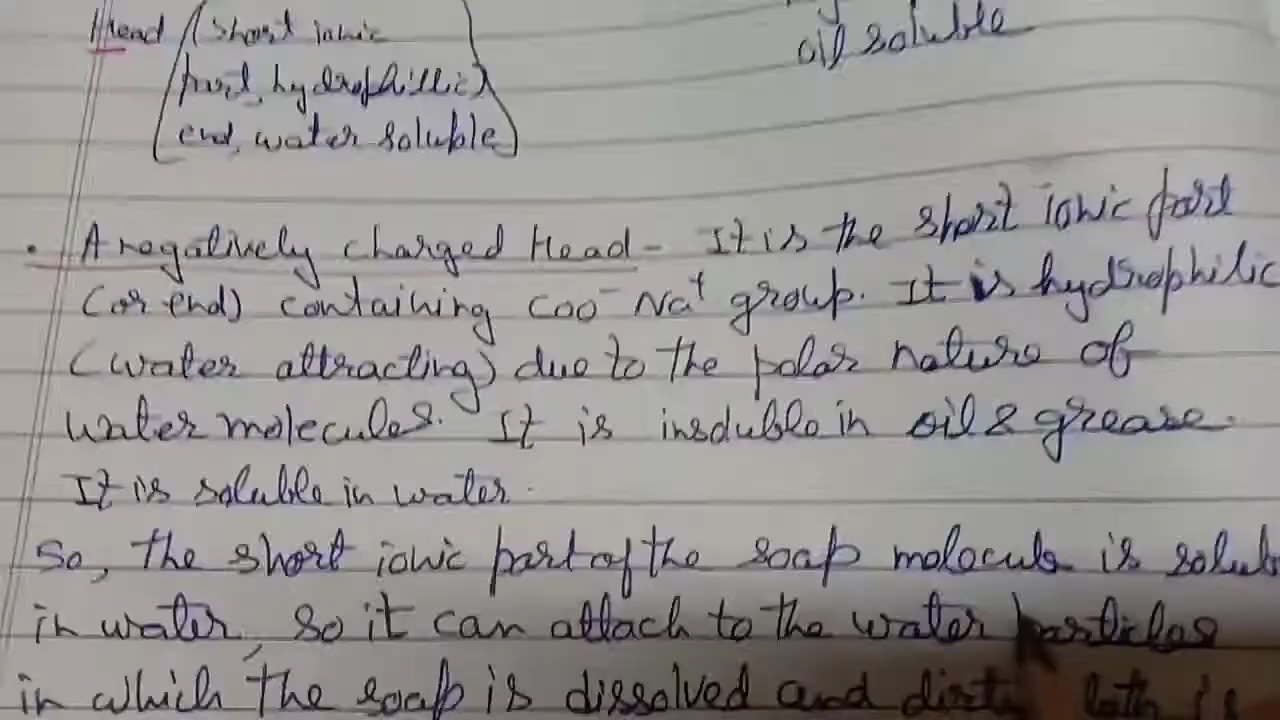 Head (short ionic
part, hydrophillic
end, water soluble)
oil soluble
• A negatively charged Head - It is the short ionic part
(or end) containing COO⁻Na⁺ group. It is hydrophilic
(water attracting) due to the polar nature of
water molecules. It is insoluble in oil & grease.
It is soluble in water.
So, the short ionic part of the soap molecule is solub
in water, so it can attach to the water particles
in which the soap is dissolved and dirty